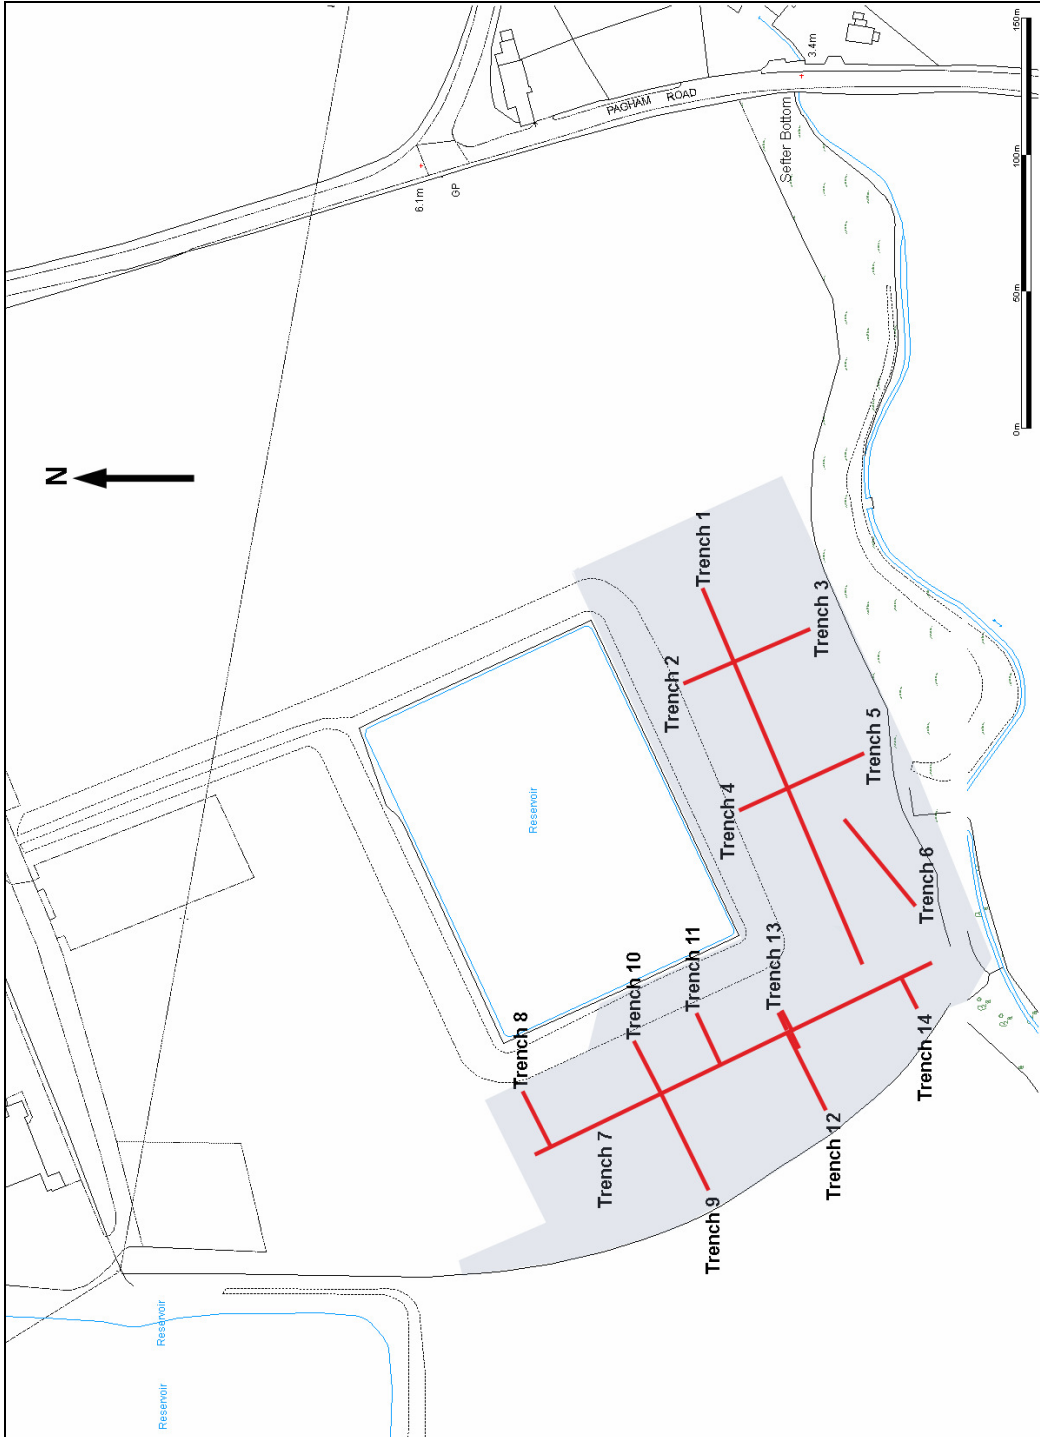 N
6.1m
GP
PAGHAM ROAD
3.4m
Sefter Bottom
150m
100m
50m
0m
Reservoir
Trench 1
Trench 2
Trench 3
Trench 4
Trench 5
Trench 6
Trench 7
Trench 8
Trench 9
Trench 10
Trench 11
Trench 12
Trench 13
Trench 14
Reservoir
Reservoir